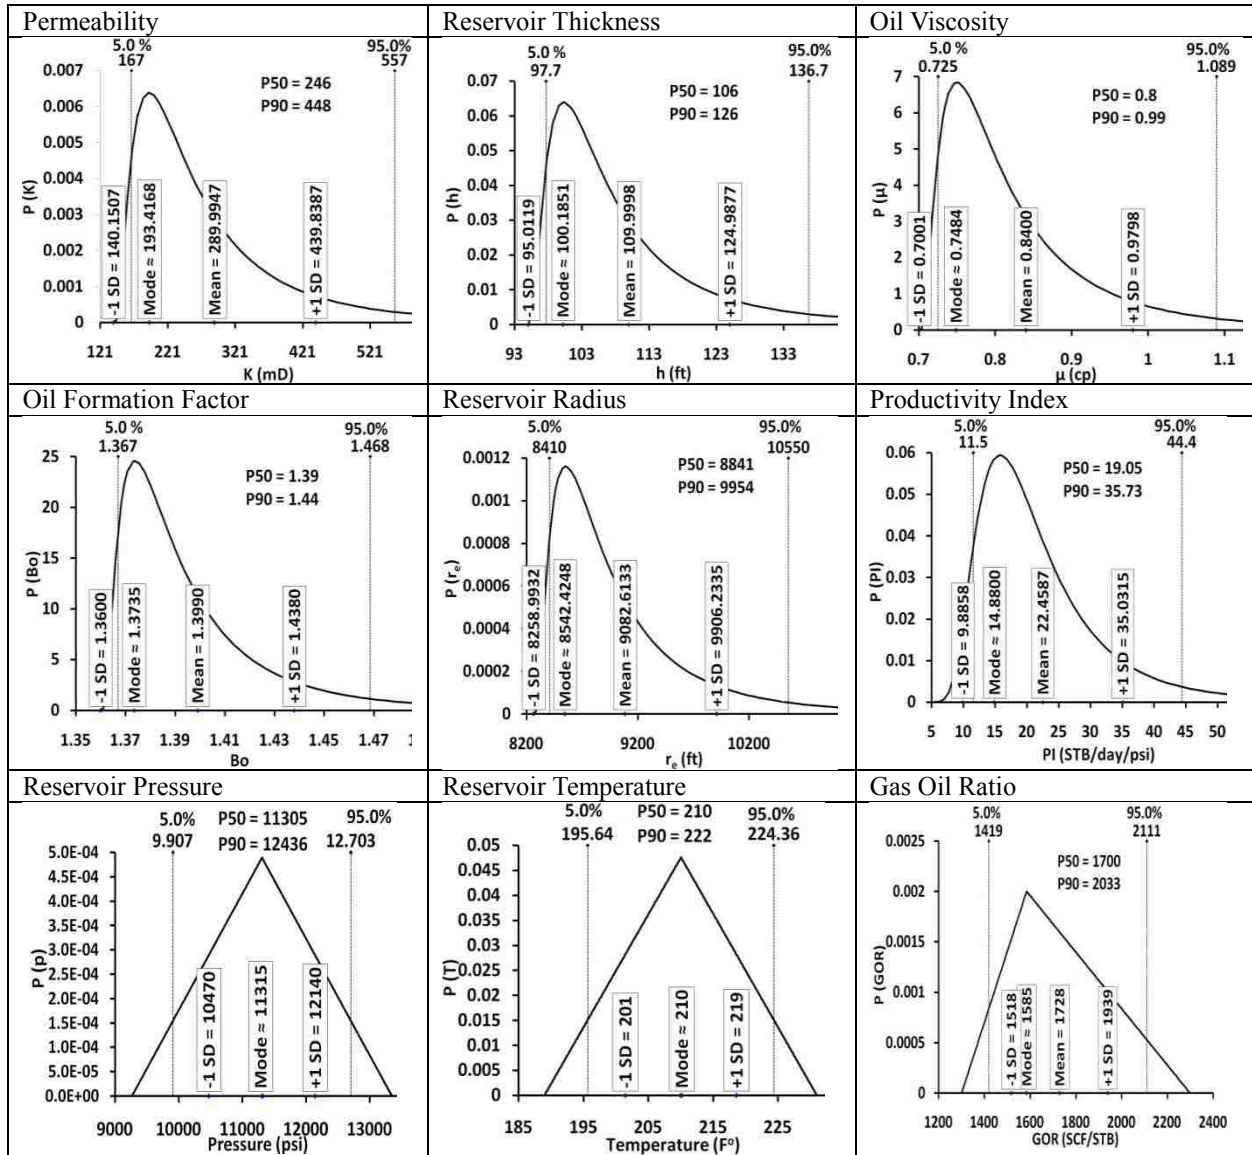 Permeability
5.0 %
167
95.0%
557
P50 = 246
P90 = 448
0.007
0.006
0.005
0.004
0.003
0.002
0.001
0
P (K)
-1 SD = 140.1507
Mode ≈ 193.4168
Mean = 289.9947
+1 SD = 439.8387
121 221 321 421 521
K (mD)
Reservoir Thickness
5.0 %
97.7
95.0%
136.7
P50 = 106
P90 = 126
0.07
0.06
0.05
0.04
0.03
0.02
0.01
0
P (h)
-1 SD = 95.0119
Mode ≈ 100.1851
Mean = 109.9998
+1 SD = 124.9877
93 103 113 123 133
h (ft)
Oil Viscosity
5.0 %
0.725
95.0%
1.089
P50 = 0.8
P90 = 0.99
7
6
5
4
3
2
1
0
P (μ)
-1 SD = 0.7001
Mode ≈ 0.7484
Mean = 0.8400
+1 SD = 0.9798
0.7 0.8 0.9 1 1.1
μ (cp)
Oil Formation Factor
5.0 %
1.367
95.0%
1.468
P50 = 1.39
P90 = 1.44
25
20
15
10
5
0
P (Bo)
-1 SD = 1.3600
Mode ≈ 1.3735
Mean = 1.3990
+1 SD = 1.4380
1.35 1.37 1.39 1.41 1.43 1.45 1.47
Bo
Reservoir Radius
5.0%
8410
95.0%
10550
P50 = 8841
P90 = 9954
0.0012
0.001
0.0008
0.0006
0.0004
0.0002
0
P (re)
-1 SD = 8258.9932
Mode ≈ 8542.4248
Mean = 9082.6133
+1 SD = 9906.2335
8200 9200 10200
re (ft)
Productivity Index
5.0%
11.5
95.0%
44.4
P50 = 19.05
P90 = 35.73
0.06
0.05
0.04
0.03
0.02
0.01
0
P (PI)
-1 SD = 9.8858
Mode ≈ 14.8800
Mean = 22.4587
+1 SD = 35.0315
5 10 15 20 25 30 35 40 45 50
PI (STB/day/psi)
Reservoir Pressure
5.0%
9.907
P50 = 11305
P90 = 12436
95.0%
12.703
5.0E-04
4.5E-04
4.0E-04
3.5E-04
3.0E-04
2.5E-04
2.0E-04
1.5E-04
1.0E-04
5.0E-05
0.0E+00
P (p)
-1 SD = 10470
Mode ≈ 11315
+1 SD = 12140
9000 10000 11000 12000 13000
Pressure (psi)
Reservoir Temperature
5.0%
195.64
P50 = 210
P90 = 222
95.0%
224.36
0.05
0.045
0.04
0.035
0.03
0.025
0.02
0.015
0.01
0.005
0
P (T)
-1 SD = 201
Mode ≈ 210
+1 SD = 219
185 195 205 215 225
Temperature (Fº)
Gas Oil Ratio
5.0%
1419
95.0%
2111
P50 = 1700
P90 = 2033
0.0025
0.002
0.0015
0.001
0.0005
0
P (GOR)
-1 SD = 1518
Mode ≈ 1585
Mean = 1728
+1 SD = 1939
1200 1400 1600 1800 2000 2200 2400
GOR (SCF/STB)